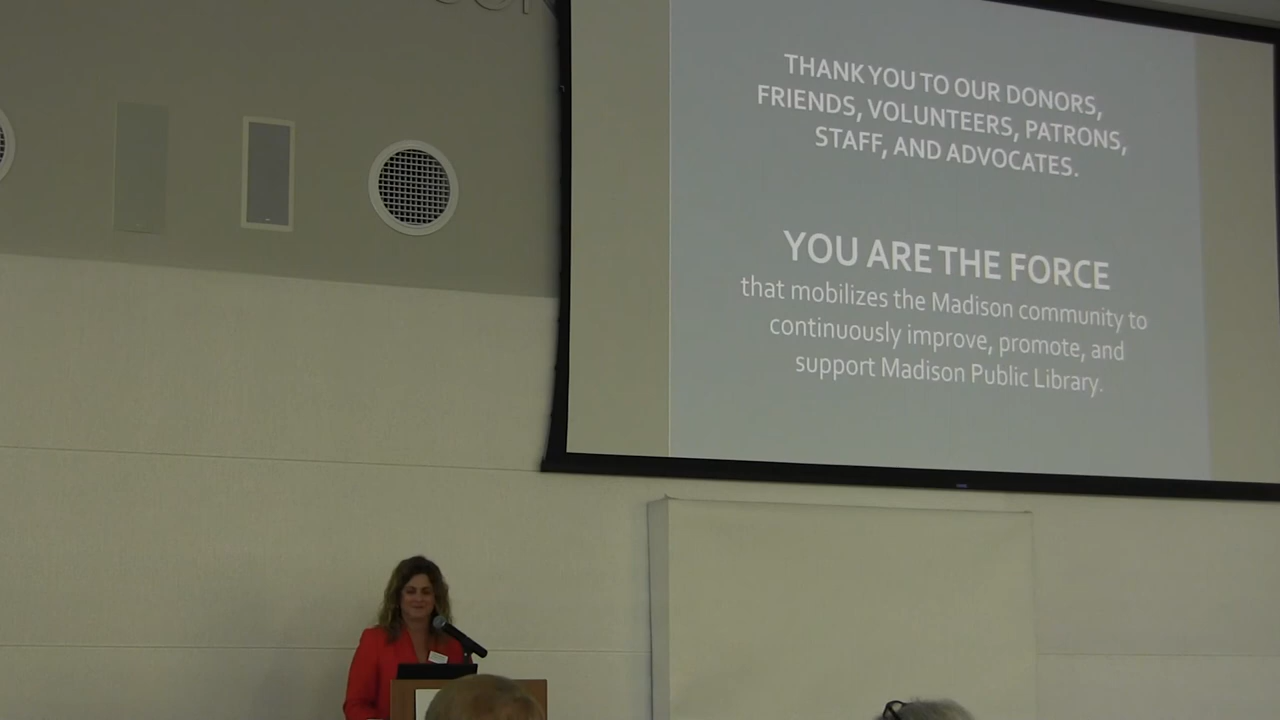 THANK YOU TO OUR DONORS,
FRIENDS, VOLUNTEERS, PATRONS,
STAFF, AND ADVOCATES.
YOU ARE THE FORCE
that mobilizes the Madison community to
continuously improve, promote, and
support Madison Public Library.